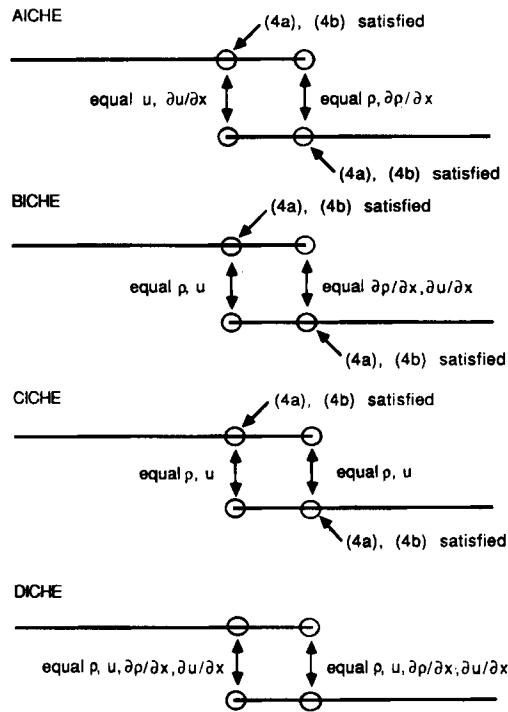 AICHE
(4a), (4b) satisfied
equal u, ∂u/∂x
equal ρ,∂ρ/∂x
(4a), (4b) satisfied
BICHE
(4a), (4b) satisfied
equal ρ, u
equal ∂ρ/∂x,∂u/∂x
(4a), (4b) satisfied
CICHE
(4a), (4b) satisfied
equal ρ, u
equal ρ, u
(4a), (4b) satisfied
DICHE
equal ρ, u,∂ρ/∂x,∂u/∂x
equal ρ, u,∂ρ/∂x,∂u/∂x